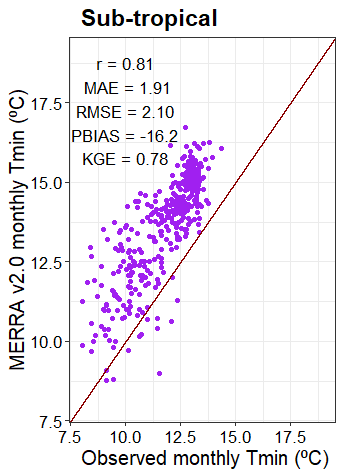 Sub-tropical
r = 0.81
MAE = 1.91
RMSE = 2.10
PBIAS = -16.2
KGE = 0.78
MERRA v2.0 monthly Tmin (ºC)
17.5
15.0
12.5
10.0
7.5
7.5 10.0 12.5 15.0 17.5
Observed monthly Tmin (ºC)